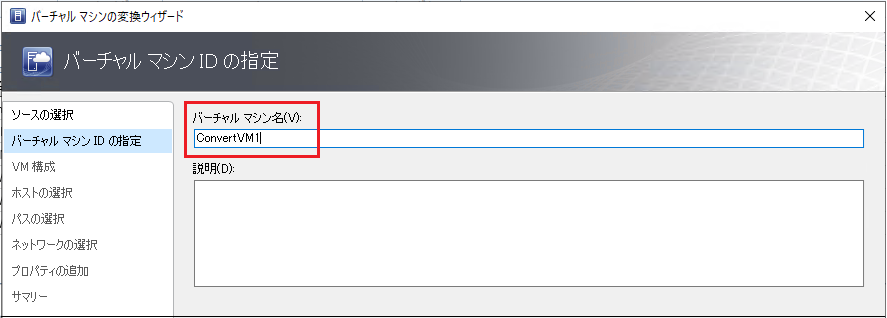 バーチャル マシンの変換ウィザード
バーチャル マシン ID の指定
ソースの選択
バーチャル マシン ID の指定
VM 構成
ホストの選択
パスの選択
ネットワークの選択
プロパティの追加
サマリー
バーチャル マシン名(V):
ConvertVM1
説明(D):